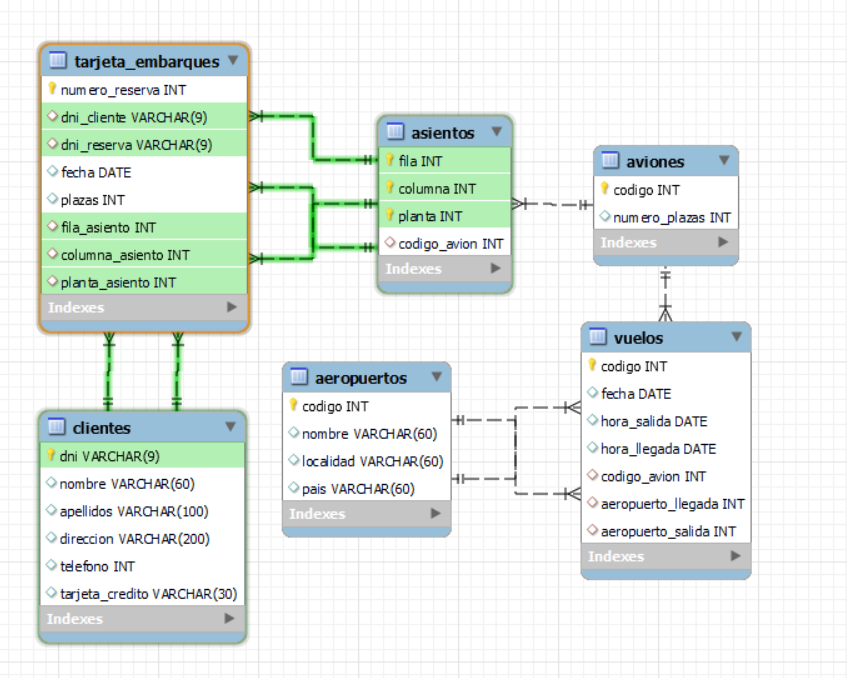 tarjeta_embarques
numero_reserva INT
dni_cliente VARCHAR(9)
dni_reserva VARCHAR(9)
fecha DATE
plazas INT
fila_asiento INT
columna_asiento INT
planta_asiento INT
Indexes
asientos
fila INT
columna INT
planta INT
codigo_avion INT
Indexes
aviones
codigo INT
numero_plazas INT
Indexes
vuelos
codigo INT
fecha DATE
hora_salida DATE
hora_llegada DATE
codigo_avion INT
aeropuerto_llegada INT
aeropuerto_salida INT
Indexes
aeropuertos
codigo INT
nombre VARCHAR(60)
localidad VARCHAR(60)
pais VARCHAR(60)
Indexes
clientes
dni VARCHAR(9)
nombre VARCHAR(60)
apellidos VARCHAR(100)
direccion VARCHAR(200)
telefono INT
tarjeta_credito VARCHAR(30)
Indexes